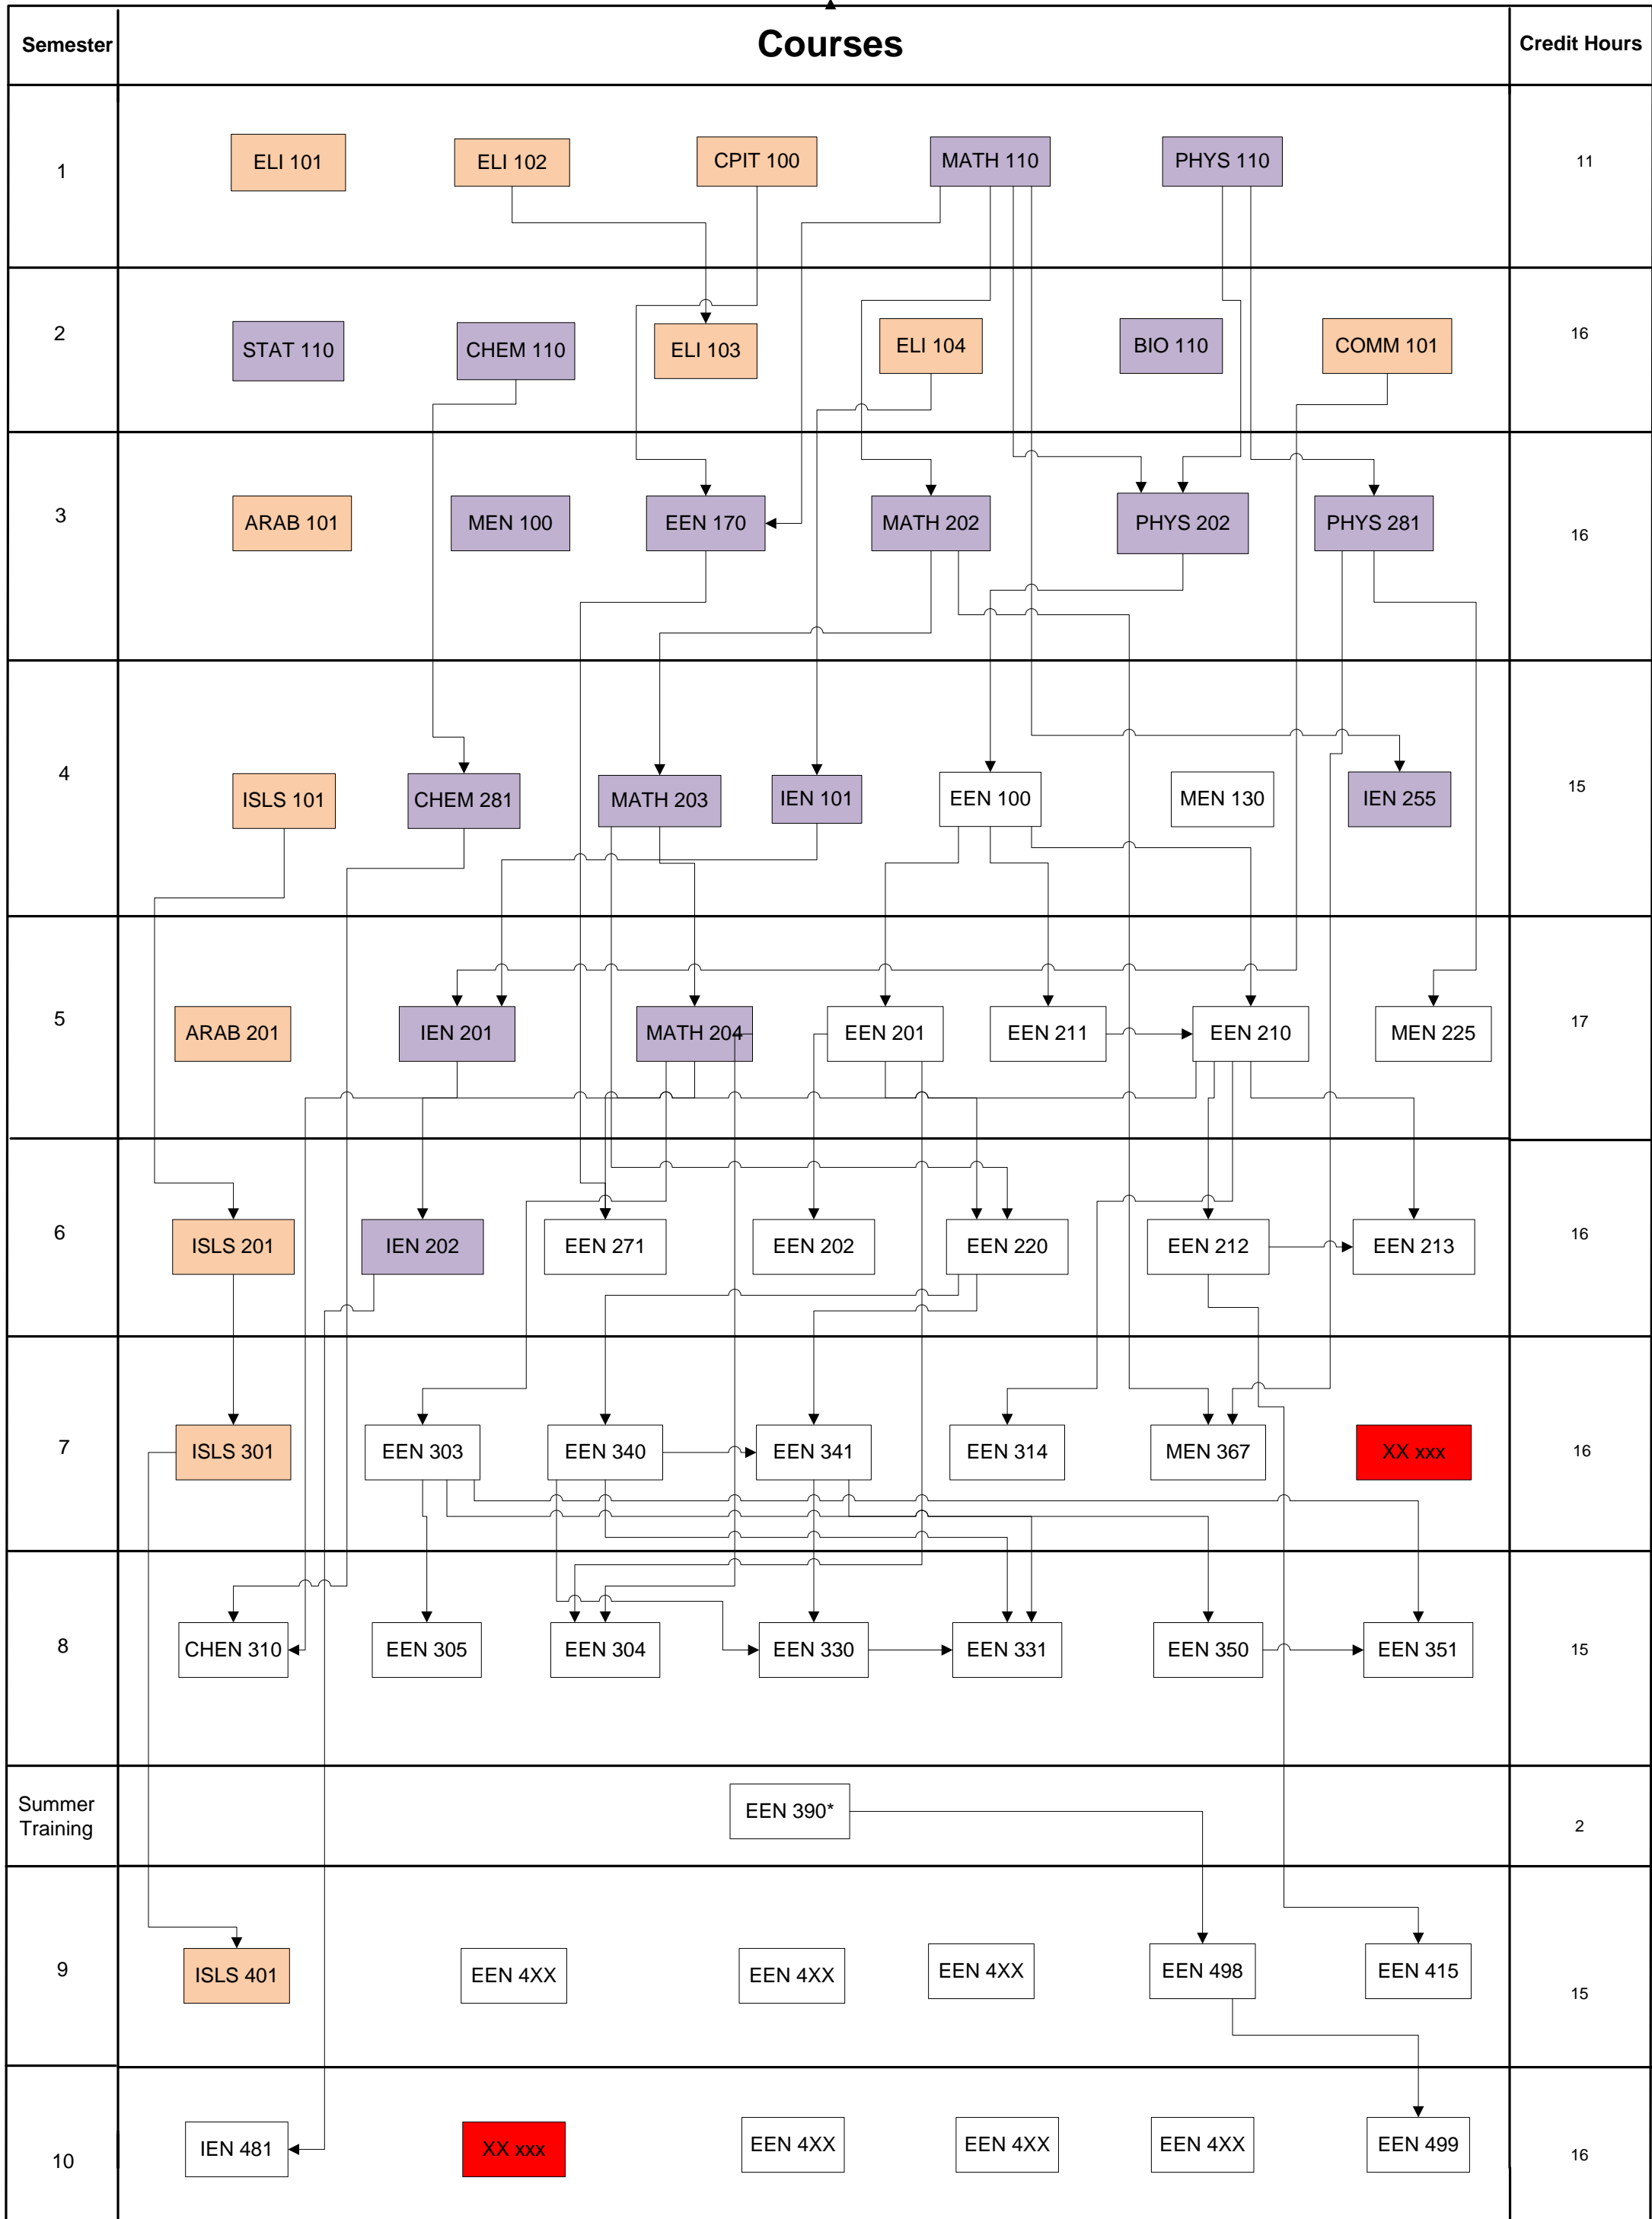 Semester
Courses
Credit Hours
1
ELI 101
ELI 102
CPIT 100
MATH 110
PHYS 110
11
2
STAT 110
CHEM 110
ELI 103
ELI 104
BIO 110
COMM 101
16
3
ARAB 101
MEN 100
EEN 170
MATH 202
PHYS 202
PHYS 281
16
4
ISLS 101
CHEM 281
MATH 203
IEN 101
EEN 100
MEN 130
IEN 255
15
5
ARAB 201
IEN 201
MATH 204
EEN 201
EEN 211
EEN 210
MEN 225
17
6
ISLS 201
IEN 202
EEN 271
EEN 202
EEN 220
EEN 212
EEN 213
16
7
ISLS 301
EEN 303
EEN 340
EEN 341
EEN 314
MEN 367
XX xxx
16
8
CHEN 310
EEN 305
EEN 304
EEN 330
EEN 331
EEN 350
EEN 351
15
Summer
Training
EEN 390*
2
9
ISLS 401
EEN 4XX
EEN 4XX
EEN 4XX
EEN 498
EEN 415
15
10
IEN 481
XX xxx
EEN 4XX
EEN 4XX
EEN 4XX
EEN 499
16